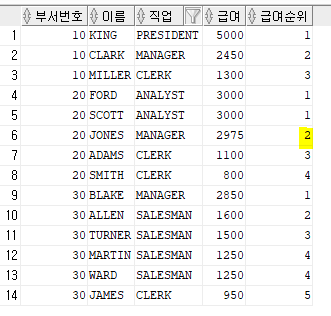 부서번호 이름 직업 급여 급여순위
1 10 KING PRESIDENT 5000 1
2 10 CLARK MANAGER 2450 2
3 10 MILLER CLERK 1300 3
4 20 FORD ANALYST 3000 1
5 20 SCOTT ANALYST 3000 1
6 20 JONES MANAGER 2975 2
7 20 ADAMS CLERK 1100 3
8 20 SMITH CLERK 800 4
9 30 BLAKE MANAGER 2850 1
10 30 ALLEN SALESMAN 1600 2
11 30 TURNER SALESMAN 1500 3
12 30 MARTIN SALESMAN 1250 4
13 30 WARD SALESMAN 1250 4
14 30 JAMES CLERK 950 5